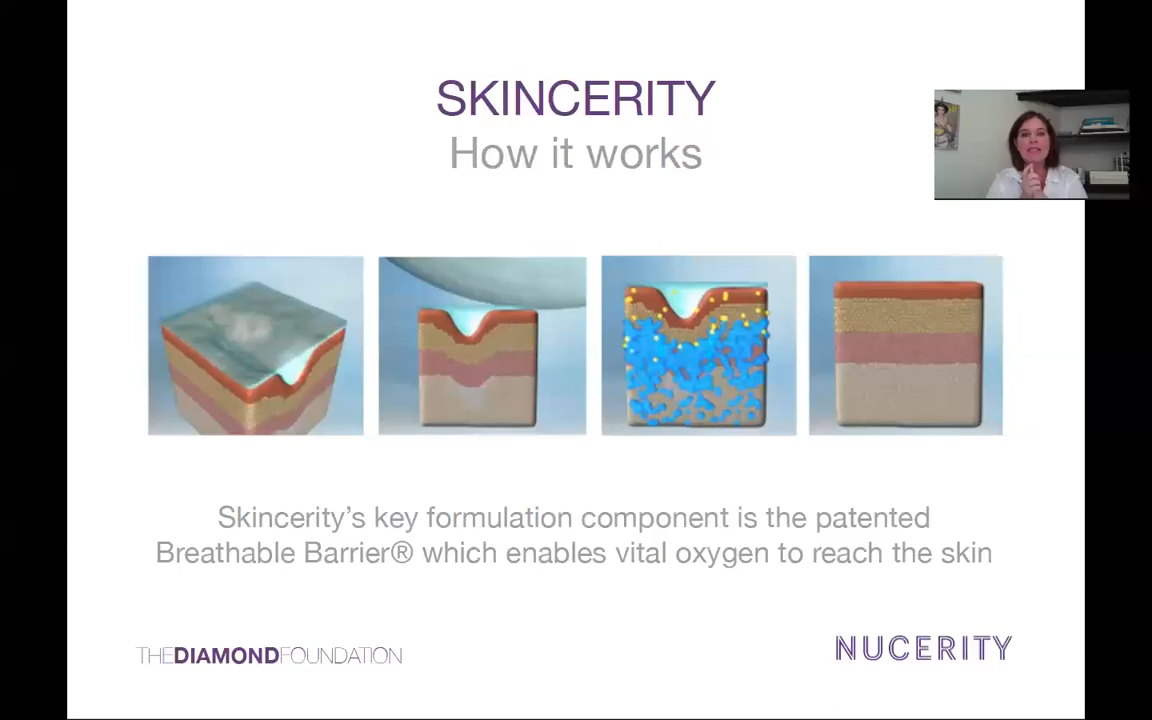 SKINCERITY
How it works
Skincerity's key formulation component is the patented
Breathable Barrier® which enables vital oxygen to reach the skin
THEDIAMONDFOUNDATION
NUCERITY